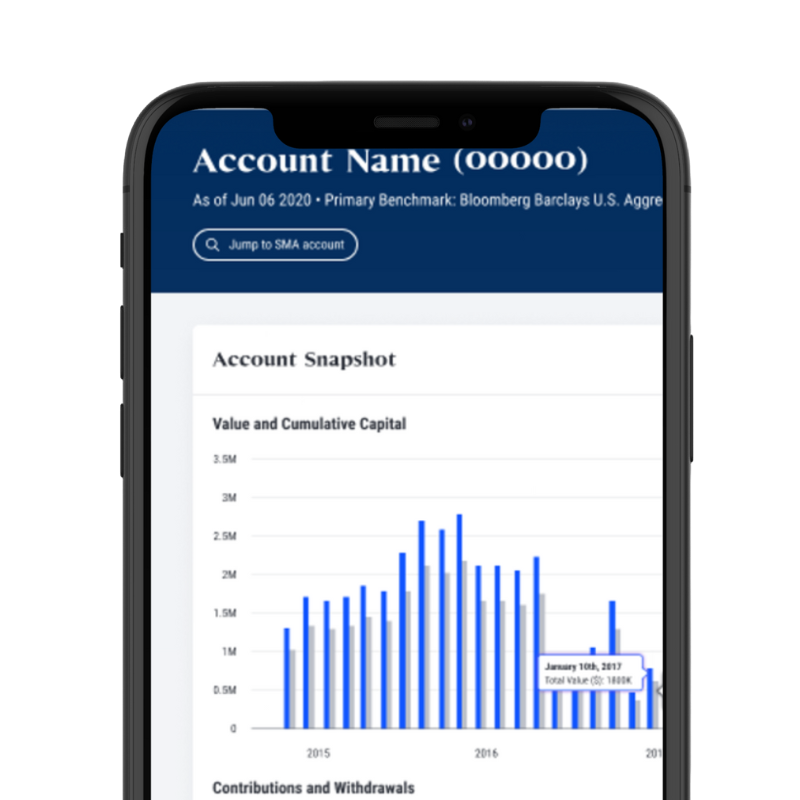 Account Name (00000)
As of Jun 06 2020 • Primary Benchmark: Bloomberg Barclays U.S. Aggre
Jump to SMA account
Account Snapshot
Value and Cumulative Capital
3.5M
3M
2.5M
2M
1.5M
1M
0.5M
0
January 10th, 2017
Total Value ($): 1800K
2015 2016 201
Contributions and Withdrawals